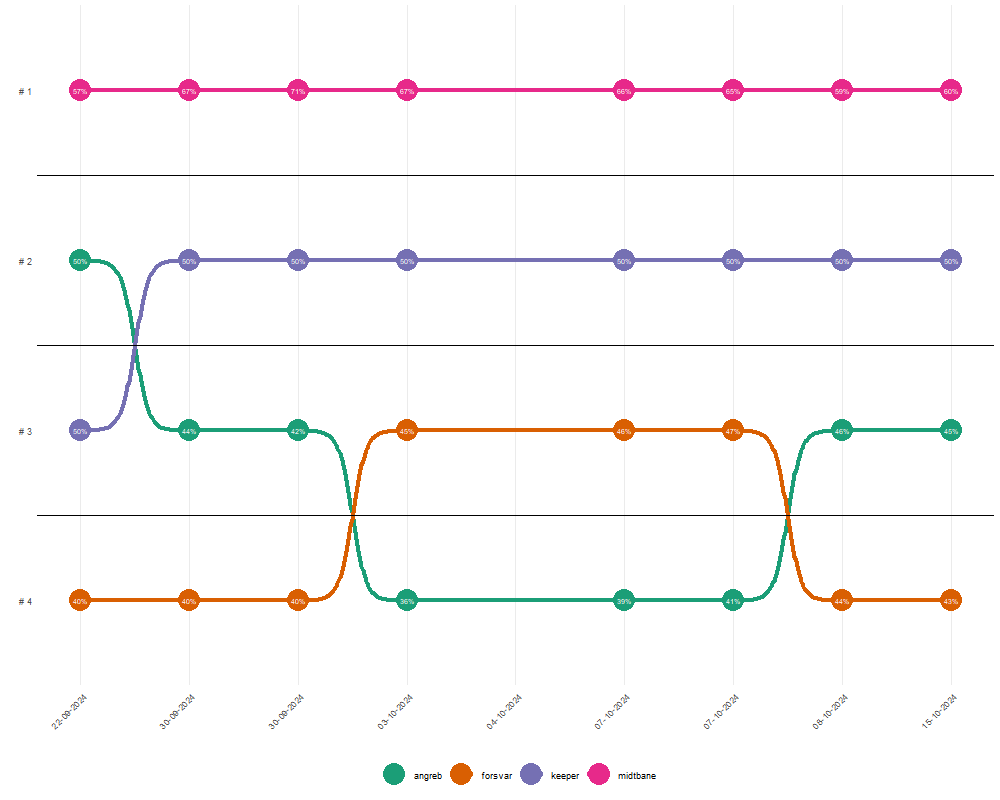 # 1
57% 67% 71% 67% 66% 65% 59% 60%
# 2
50% 50% 50% 50% 50% 50% 50% 50%
# 3
50% 44% 42% 45% 46% 47% 46% 45%
# 4
40% 40% 40% 36% 39% 41% 44% 43%
22-09-2024 30-09-2024 30-09-2024 03-10-2024 04-10-2024 07-10-2024 07-10-2024 08-10-2024 15-10-2024
angreb forsvar keeper midtbane